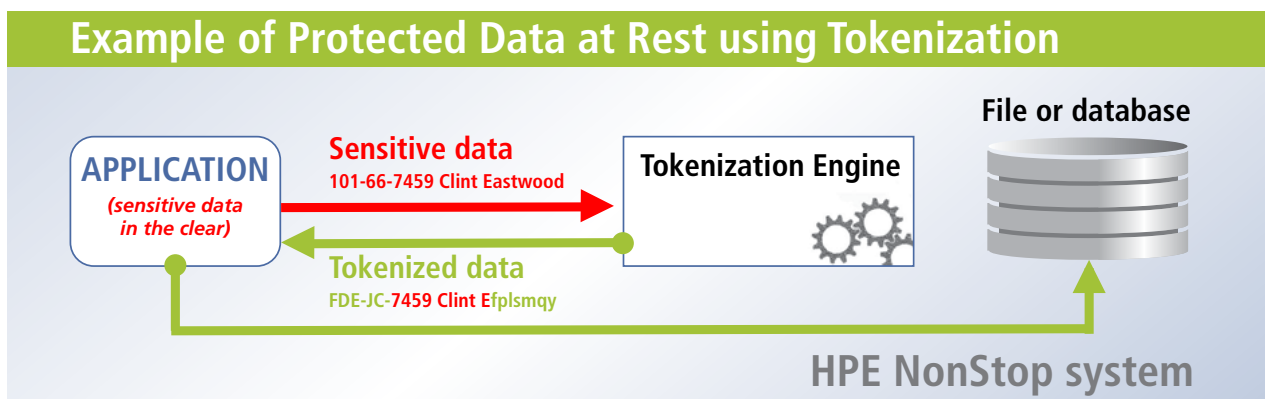 Example of Protected Data at Rest using Tokenization
File or database
APPLICATION
(sensitive data
in the clear)
Sensitive data
101-66-7459 Clint Eastwood
Tokenization Engine
Tokenized data
FDE-JC-7459 Clint Efplsmqy
HPE NonStop system